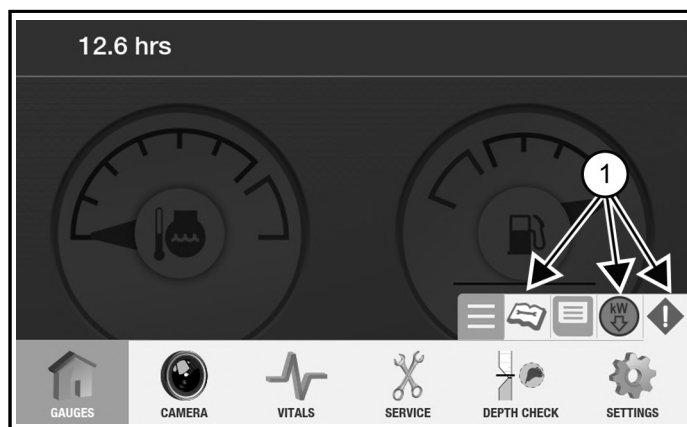 12.6 hrs
1
kW
!
GAUGES
CAMERA
VITALS
SERVICE
DEPTH CHECK
SETTINGS